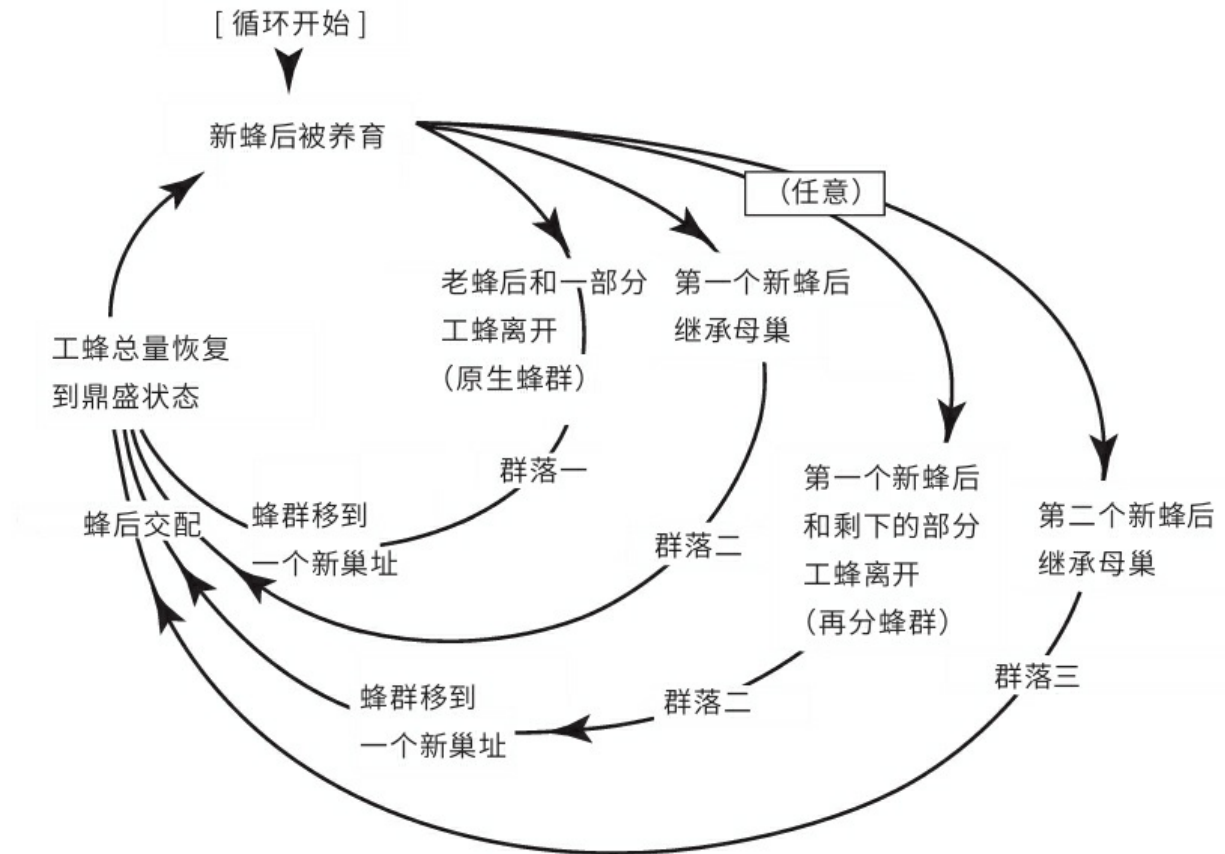 [循环开始]
新蜂后被养育
（任意）
老蜂后和一部分
工蜂离开
（原生蜂群）
第一个新蜂后
继承母巢
工蜂总量恢复
到鼎盛状态
群落一
第一个新蜂后
和剩下的部分
工蜂离开
（再分蜂群）
第二个新蜂后
继承母巢
蜂后交配
蜂群移到
一个新巢址
群落二
群落三
蜂群移到
一个新巢址
群落二